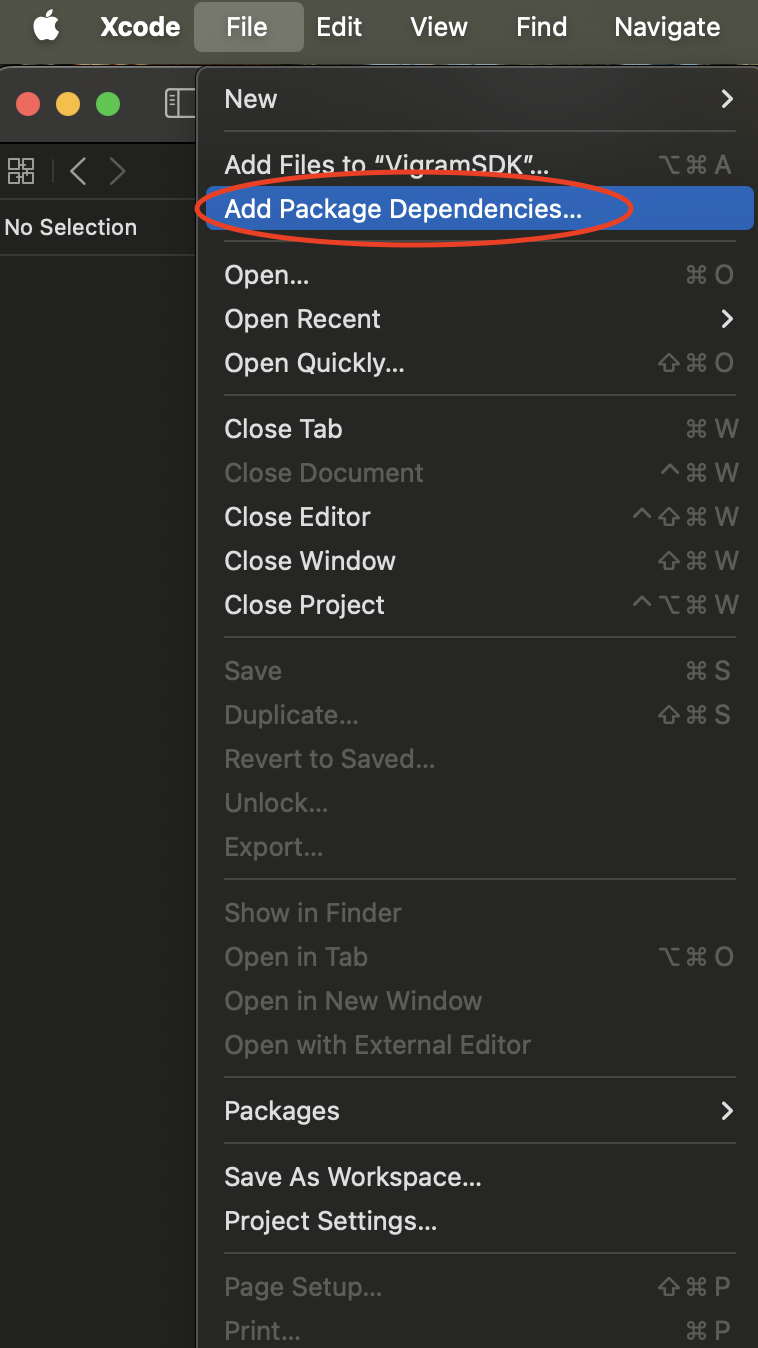 Xcode File Edit View Find Navigate
New
Add Files to “VigramSDK”... ⌥⌘A
Add Package Dependencies...
No Selection
Open... ⌘O
Open Recent
Open Quickly... ⇧⌘O
Close Tab ⌘W
Close Document ^⌘W
Close Editor ^⇧⌘W
Close Window ⇧⌘W
Close Project ^⌥⌘W
Save ⌘S
Duplicate... ⇧⌘S
Revert to Saved...
Unlock...
Export...
Show in Finder
Open in Tab ⌥⌘O
Open in New Window
Open with External Editor
Packages
Save As Workspace...
Project Settings...
Page Setup... ⇧⌘P
Print... ⌘P